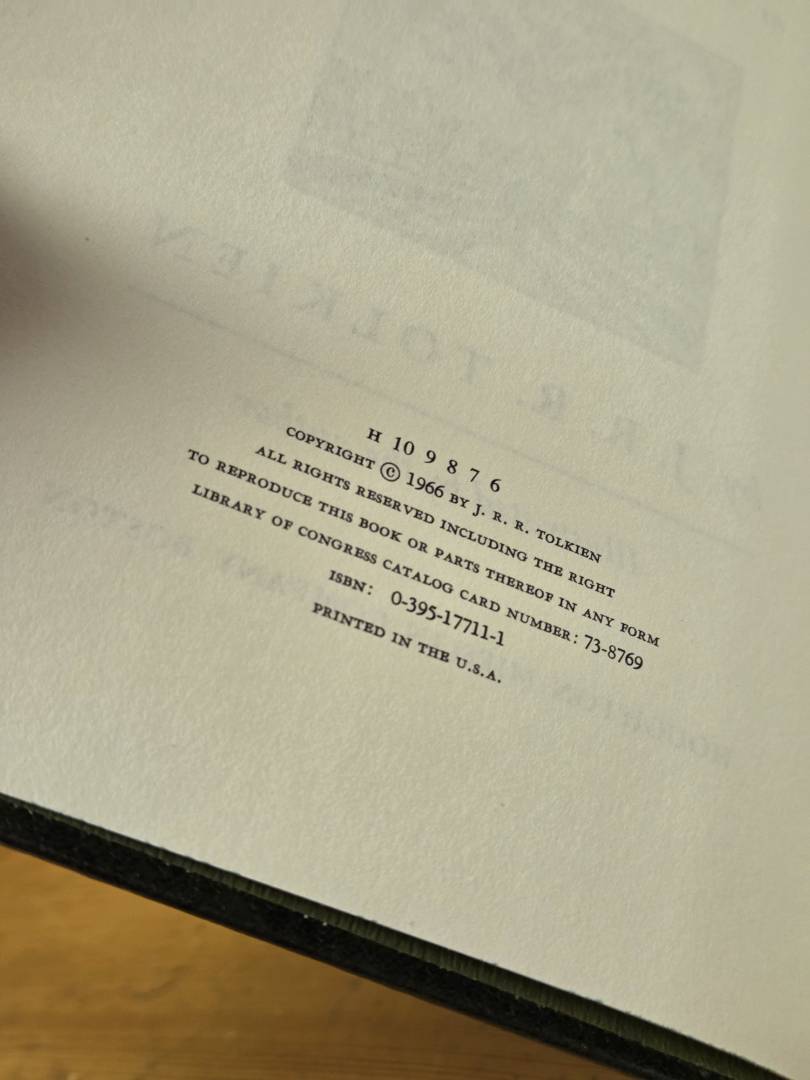 H 10 9 8 7 6
COPYRIGHT © 1966 BY J. R. R. TOLKIEN
ALL RIGHTS RESERVED INCLUDING THE RIGHT
TO REPRODUCE THIS BOOK OR PARTS THEREOF IN ANY FORM
LIBRARY OF CONGRESS CATALOG CARD NUMBER: 73-8769
ISBN: 0-395-17711-1
PRINTED IN THE U.S.A.
J. R. R. TOLKIEN